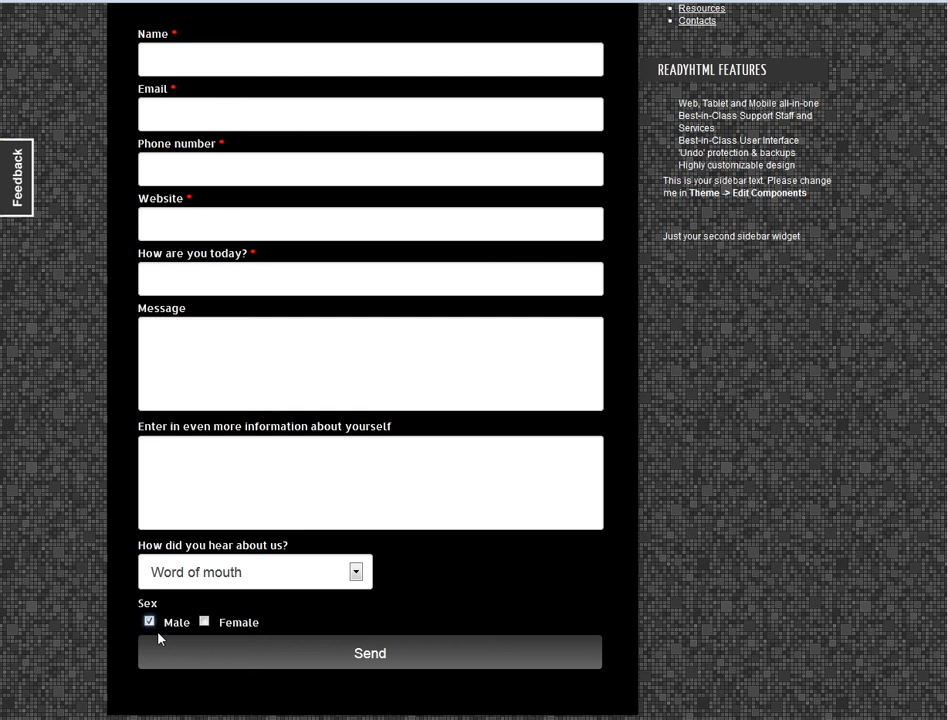 Resources
Contacts
Name *
Email *
Phone number *
Website *
How are you today? *
Message
Enter in even more information about yourself
How did you hear about us?
Word of mouth
Sex
Male Female
Send
Feedback
READYHTML FEATURES
Web, Tablet and Mobile all-in-one
Best-in-Class Support Staff and
Services
Best-in-Class User Interface
'Undo' protection & backups
Highly customizable design
This is your sidebar text. Please change
me in Theme -> Edit Components
Just your second sidebar widget